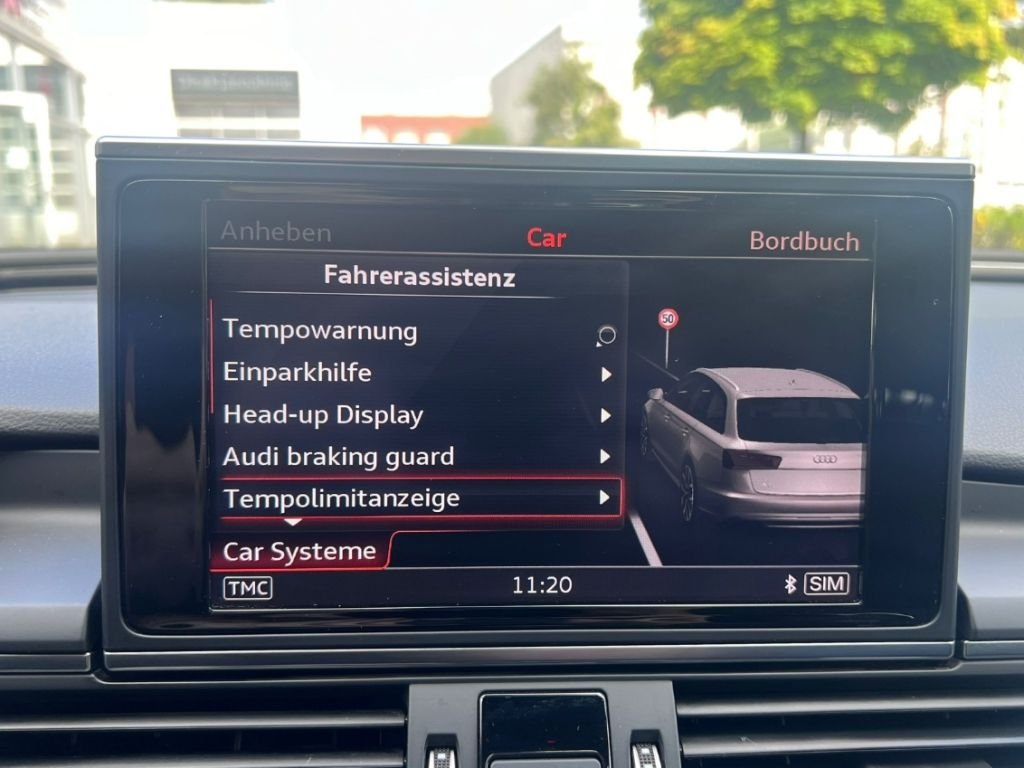 Anheben
Car
Bordbuch
Fahrerassistenz
50
Tempowarnung
Einparkhilfe
Head-up Display
Audi braking guard
Tempolimitanzeige
Car Systeme
TMC
11:20
SIM